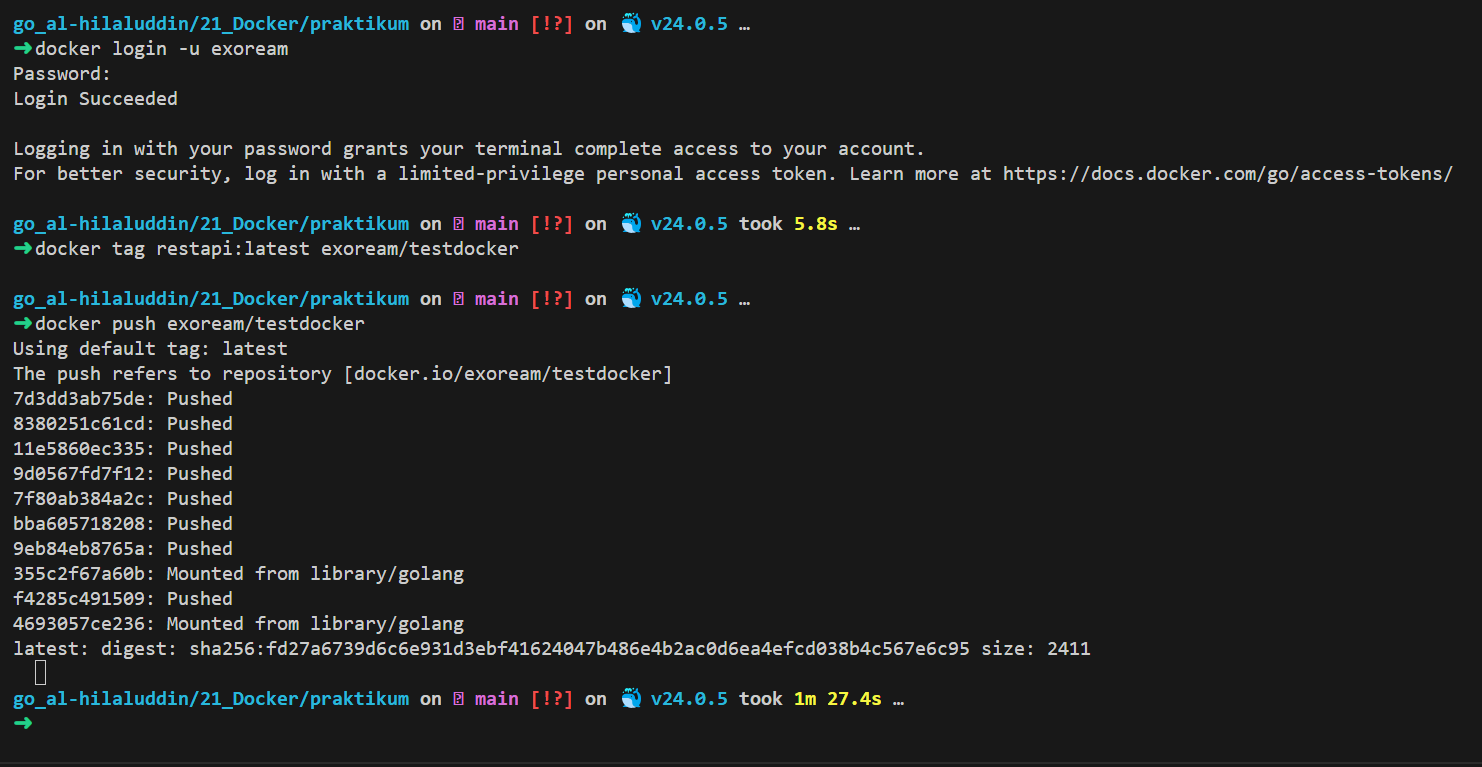 go_al-hilaluddin/21_Docker/praktikum on main [!?] on 🐳 v24.0.5 …
➜docker login -u exoream
Password:
Login Succeeded
Logging in with your password grants your terminal complete access to your account.
For better security, log in with a limited-privilege personal access token. Learn more at https://docs.docker.com/go/access-tokens/
go_al-hilaluddin/21_Docker/praktikum on main [!?] on 🐳 v24.0.5 took 5.8s …
➜docker tag restapi:latest exoream/testdocker
go_al-hilaluddin/21_Docker/praktikum on main [!?] on 🐳 v24.0.5 …
➜docker push exoream/testdocker
Using default tag: latest
The push refers to repository [docker.io/exoream/testdocker]
7d3dd3ab75de: Pushed
8380251c61cd: Pushed
11e5860ec335: Pushed
9d0567fd7f12: Pushed
7f80ab384a2c: Pushed
bba605718208: Pushed
9eb84eb8765a: Pushed
355c2f67a60b: Mounted from library/golang
f4285c491509: Pushed
4693057ce236: Mounted from library/golang
latest: digest: sha256:fd27a6739d6c6e931d3ebf41624047b486e4b2ac0d6ea4efcd038b4c567e6c95 size: 2411
go_al-hilaluddin/21_Docker/praktikum on main [!?] on 🐳 v24.0.5 took 1m 27.4s …
➜